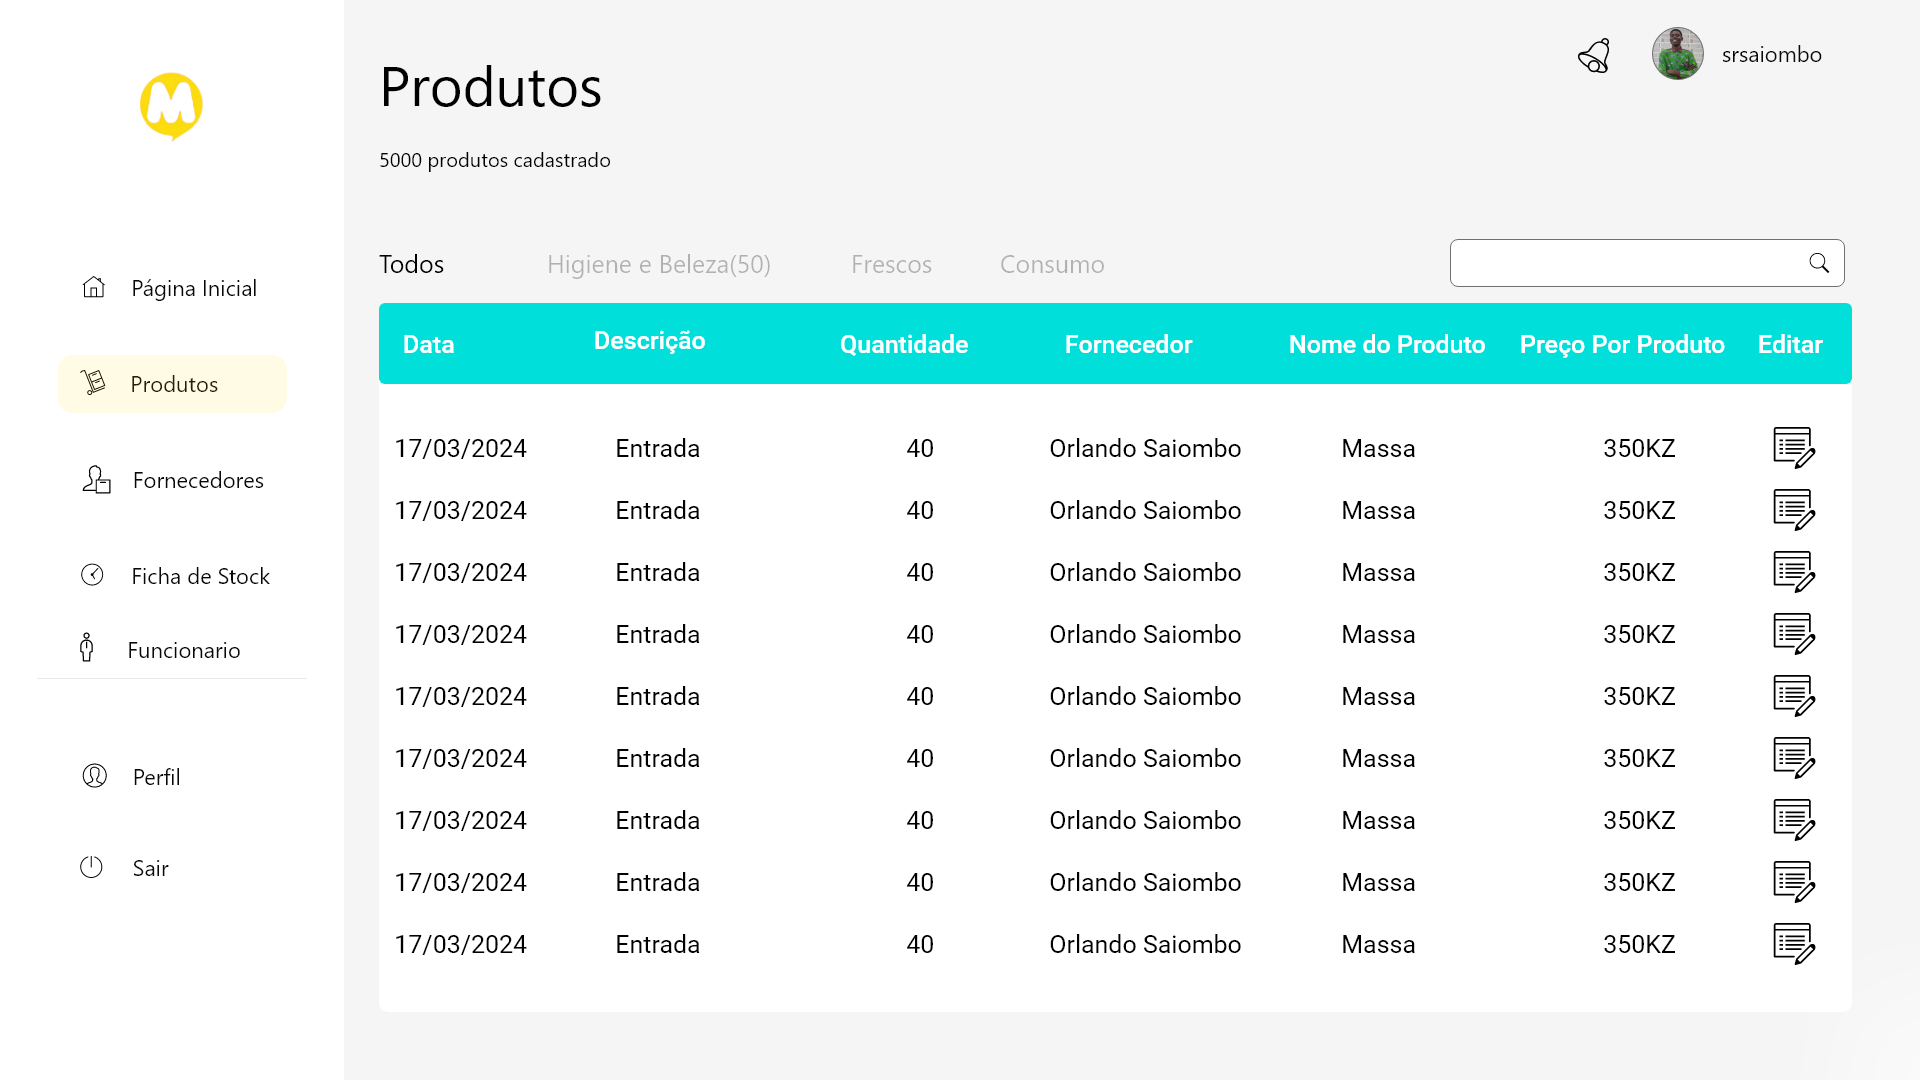 M
Página Inicial
Produtos
Fornecedores
Ficha de Stock
Funcionario
Perfil
Sair
srsaiombo
Produtos
5000 produtos cadastrado
Todos Higiene e Beleza(50) Frescos Consumo
Data Descrição Quantidade Fornecedor Nome do Produto Preço Por Produto Editar
17/03/2024 Entrada 40 Orlando Saiombo Massa 350KZ
17/03/2024 Entrada 40 Orlando Saiombo Massa 350KZ
17/03/2024 Entrada 40 Orlando Saiombo Massa 350KZ
17/03/2024 Entrada 40 Orlando Saiombo Massa 350KZ
17/03/2024 Entrada 40 Orlando Saiombo Massa 350KZ
17/03/2024 Entrada 40 Orlando Saiombo Massa 350KZ
17/03/2024 Entrada 40 Orlando Saiombo Massa 350KZ
17/03/2024 Entrada 40 Orlando Saiombo Massa 350KZ
17/03/2024 Entrada 40 Orlando Saiombo Massa 350KZ